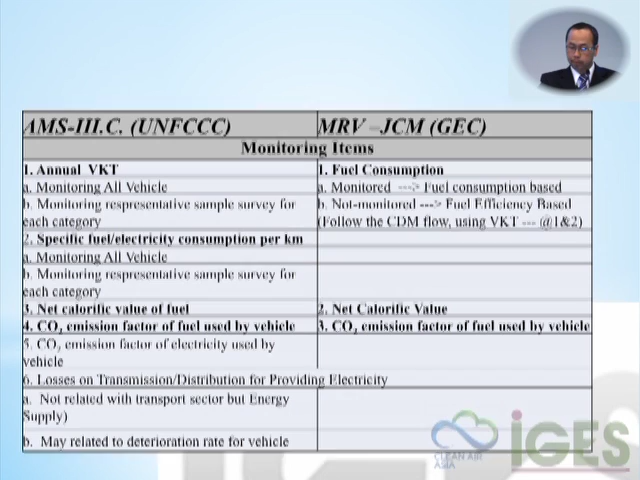 AMS-III.C. (UNFCCC)
MRV –JCM (GEC)
Monitoring Items
1. Annual VKT
1. Fuel Consumption
a. Monitoring All Vehicle
a. Monitored ---> Fuel consumption based
b. Monitoring respresentative sample survey for
each category
b. Not-monitored ---> Fuel Efficiency Based
(Follow the CDM flow, using VKT --- @1&2)
2. Specific fuel/electricity consumption per km
a. Monitoring All Vehicle
b. Monitoring respresentative sample survey for
each category
3. Net calorific value of fuel
2. Net Calorific Value
4. CO₂ emission factor of fuel used by vehicle
3. CO₂ emission factor of fuel used by vehicle
5. CO₂ emission factor of electricity used by
vehicle
6. Losses on Transmission/Distribution for Providing Electricity
a. Not related with transport sector but Energy
Supply)
b. May related to deterioration rate for vehicle
CLEAN AIR
ASIA
iGES